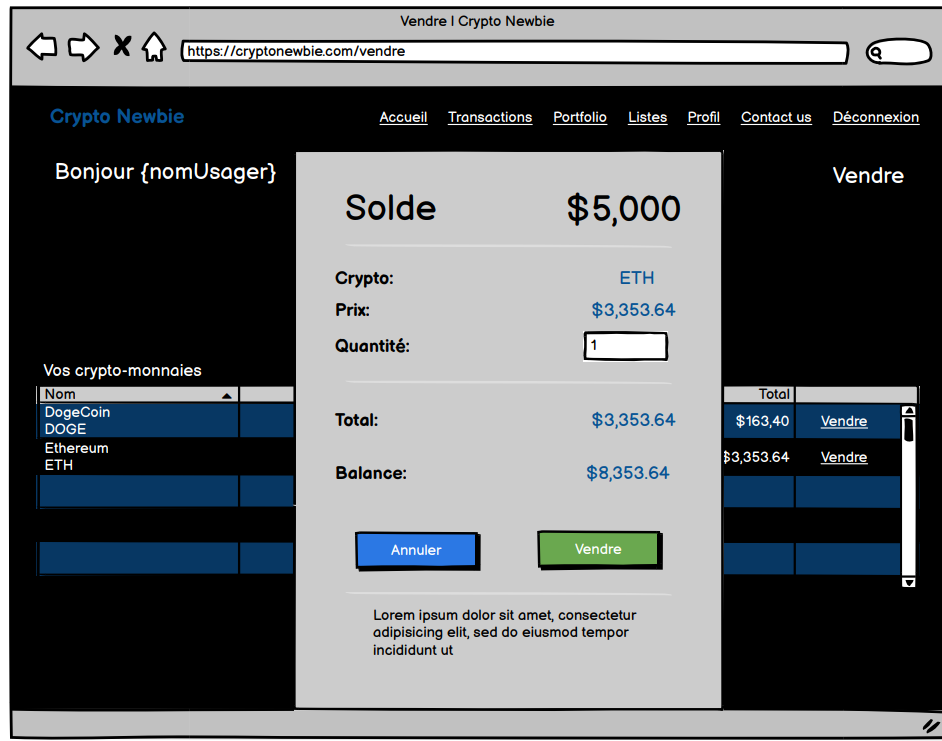 Vendre | Crypto Newbie
https://cryptonewbie.com/vendre
Crypto Newbie
Accueil Transactions Portfolio Listes Profil Contact us Déconnexion
Bonjour {nomUsager}
Vendre
Solde $5,000
Crypto: ETH
Prix: $3,353.64
Quantité: 1
Vos crypto-monnaies
Nom Total
DogeCoin
DOGE
$163,40 Vendre
Ethereum
ETH
$3,353.64 Vendre
Total: $3,353.64
Balance: $8,353.64
Annuler Vendre
Lorem ipsum dolor sit amet, consectetur
adipisicing elit, sed do eiusmod tempor
incididunt ut